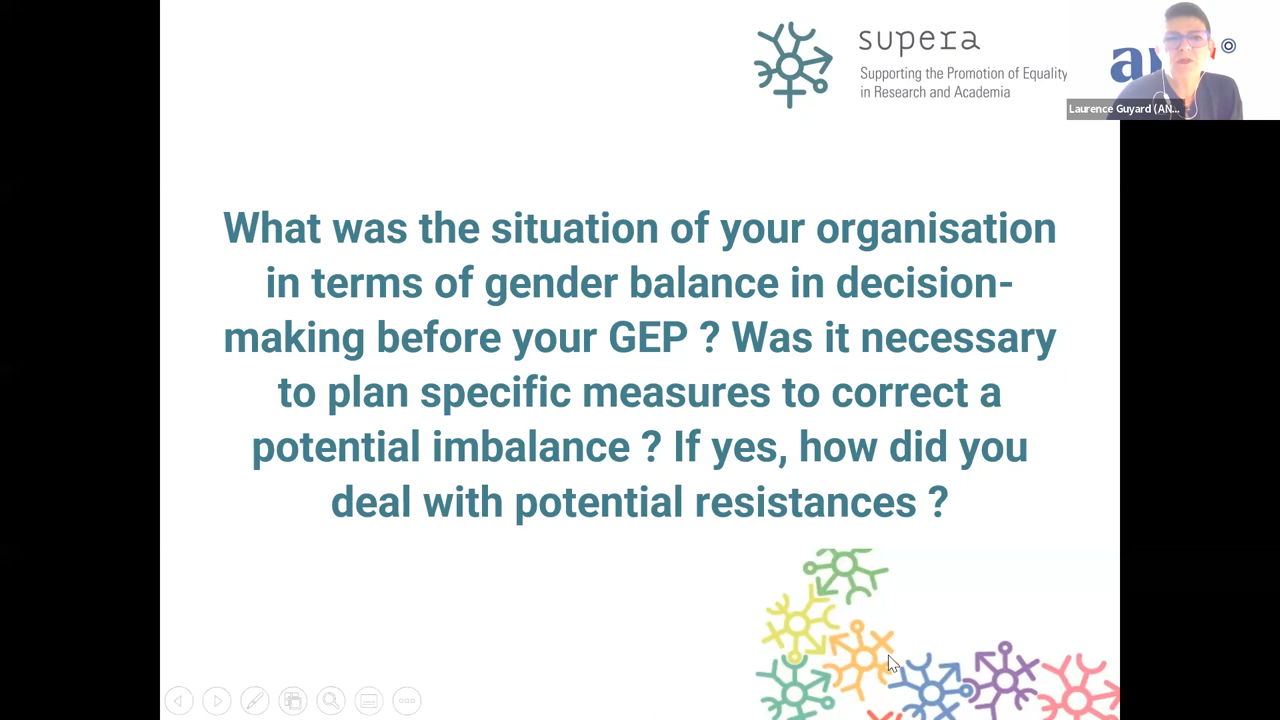 supera
Supporting the Promotion of Equality
in Research and Academia
Laurence Guyard (AN...
What was the situation of your organisation
in terms of gender balance in decision-
making before your GEP ? Was it necessary
to plan specific measures to correct a
potential imbalance ? If yes, how did you
deal with potential resistances ?